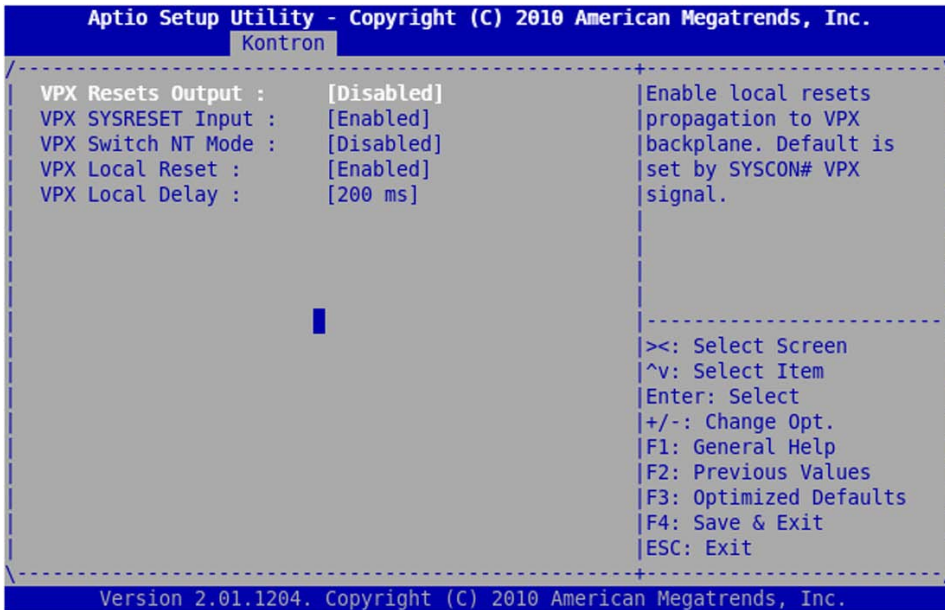 Aptio Setup Utility - Copyright (C) 2010 American Megatrends, Inc.
Kontron
VPX Resets Output : [Disabled]
VPX SYSRESET Input : [Enabled]
VPX Switch NT Mode : [Disabled]
VPX Local Reset : [Enabled]
VPX Local Delay : [200 ms]
Enable local resets
propagation to VPX
backplane. Default is
set by SYSCON# VPX
signal.
><: Select Screen
^v: Select Item
Enter: Select
+/-: Change Opt.
F1: General Help
F2: Previous Values
F3: Optimized Defaults
F4: Save & Exit
ESC: Exit
Version 2.01.1204. Copyright (C) 2010 American Megatrends, Inc.